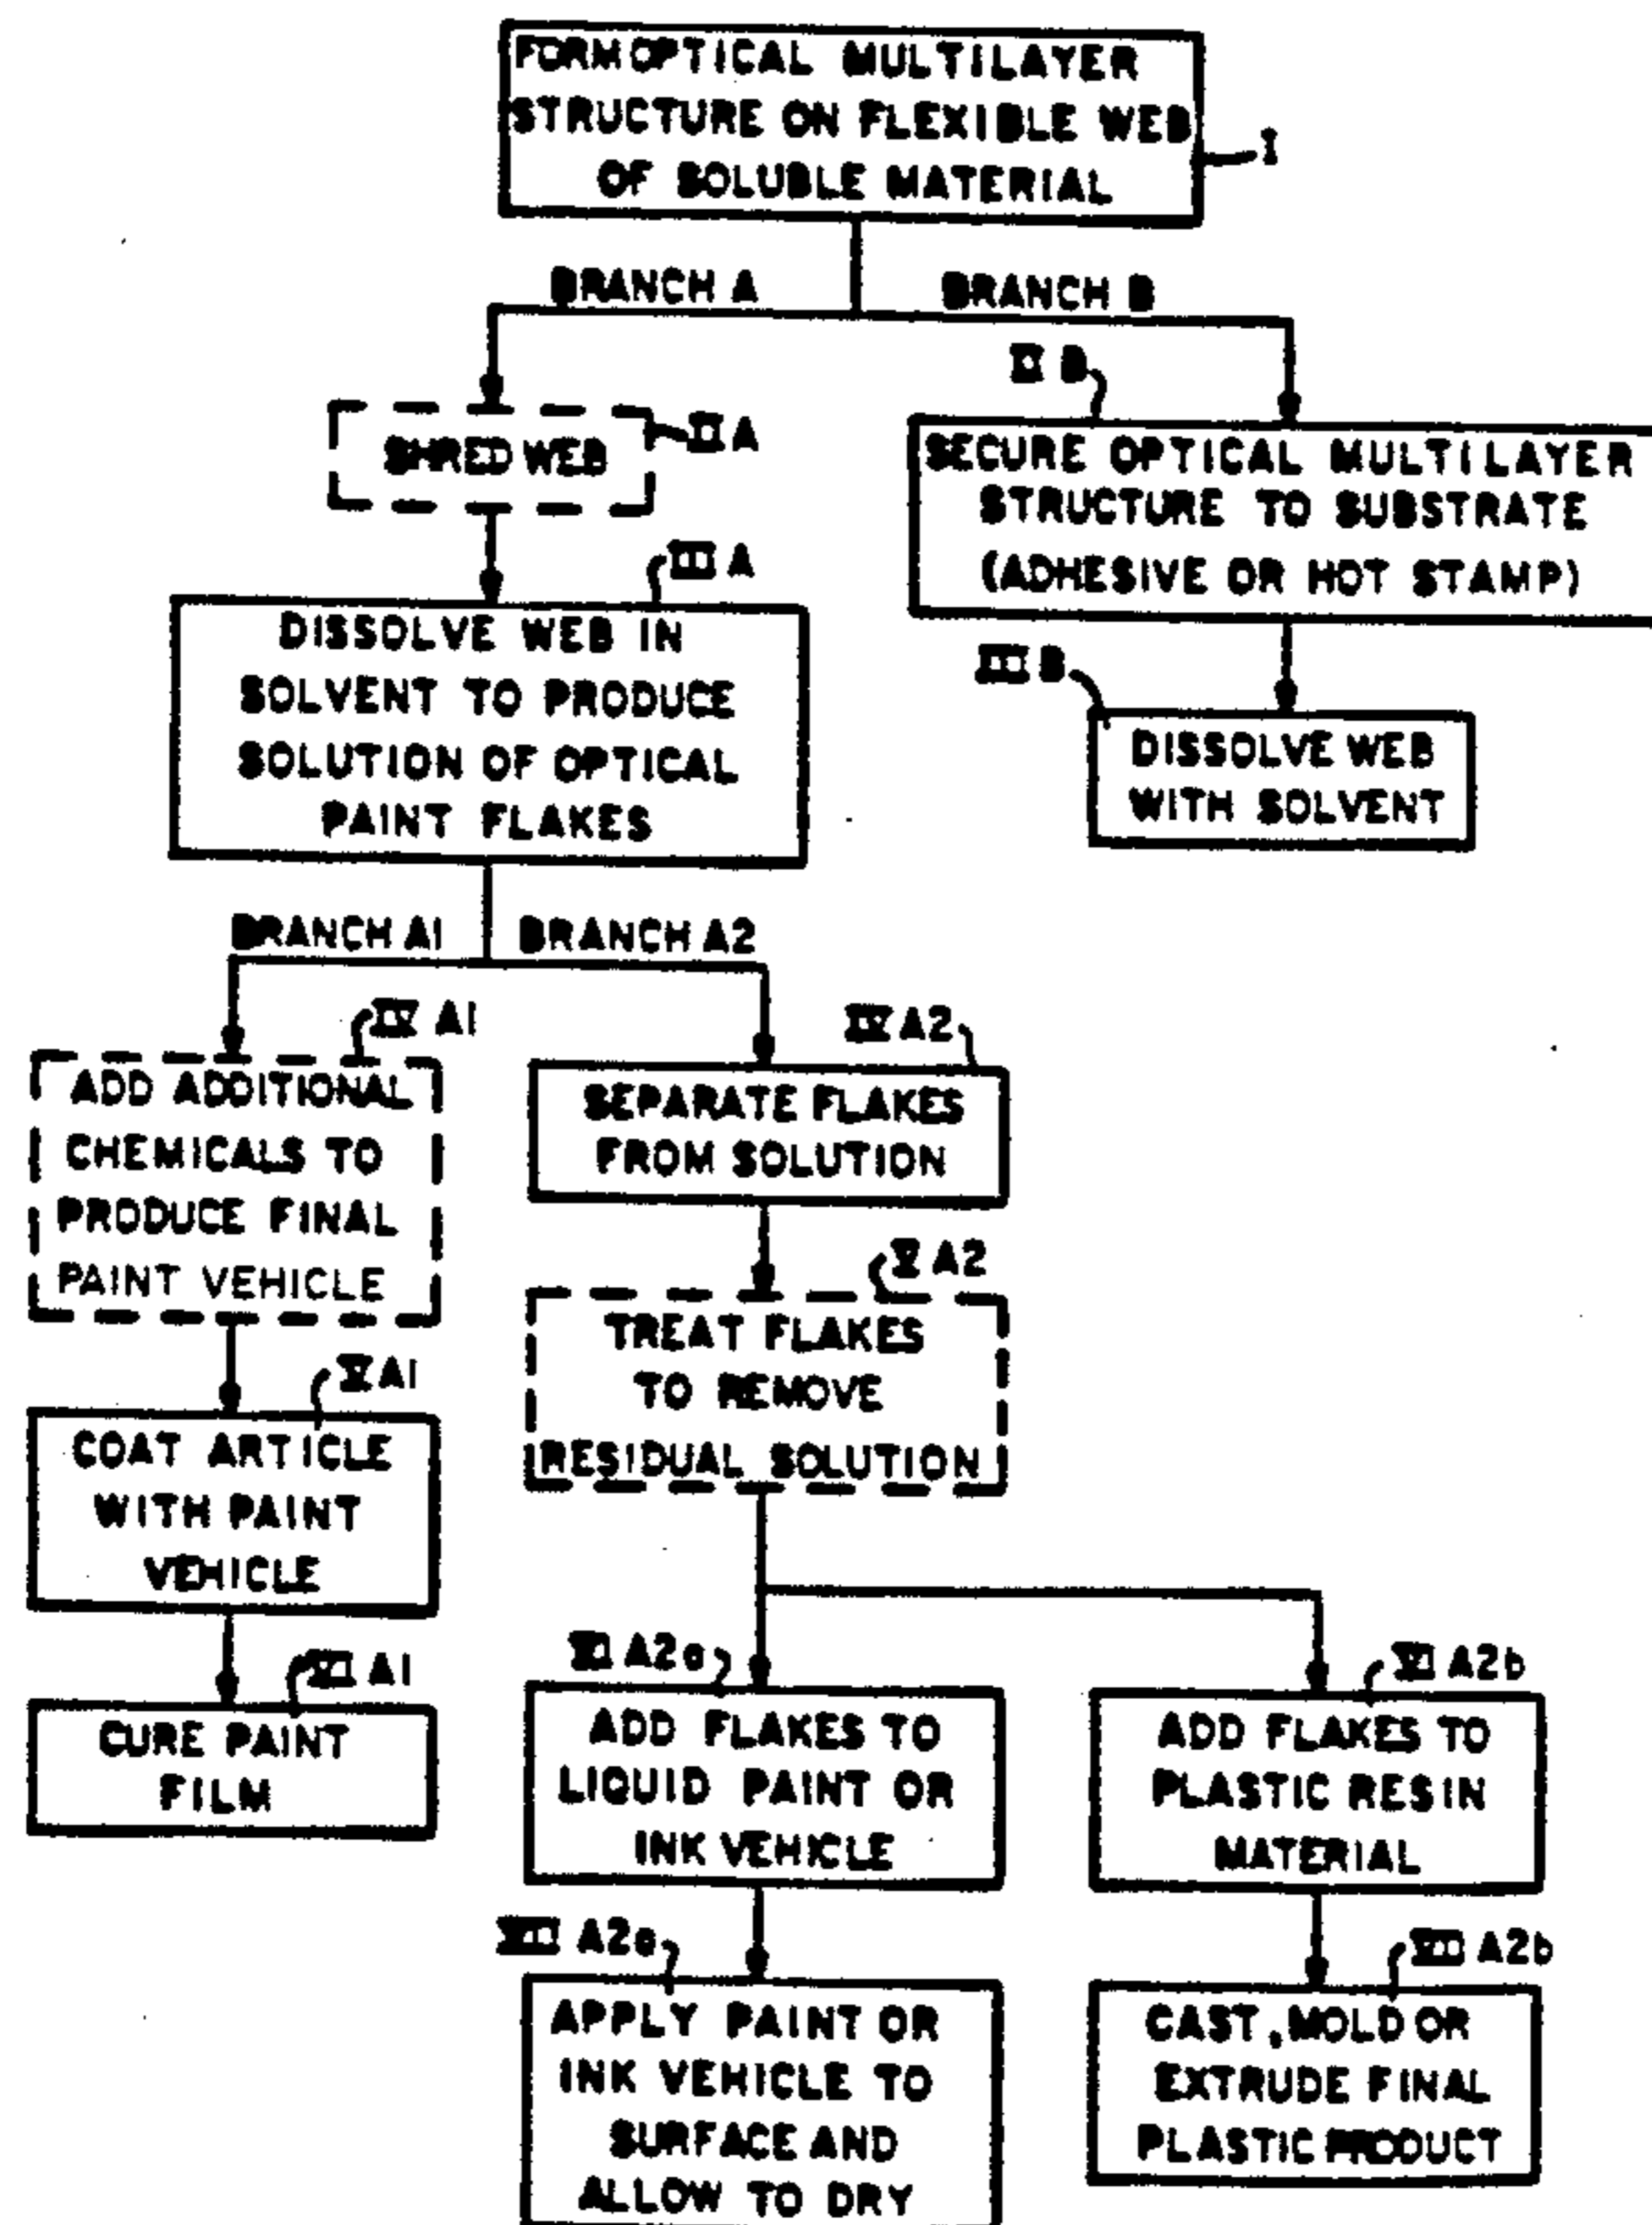 FORM OPTICAL MULTILAYER
STRUCTURE ON FLEXIBLE WEB
OF SOLUBLE MATERIAL
I
BRANCH A
BRANCH B
II A
SHRED WEB
II B
SECURE OPTICAL MULTILAYER
STRUCTURE TO SUBSTRATE
(ADHESIVE OR HOT STAMP)
III A
DISSOLVE WEB IN
SOLVENT TO PRODUCE
SOLUTION OF OPTICAL
PAINT FLAKES
III B
DISSOLVE WEB
WITH SOLVENT
BRANCH A1
BRANCH A2
IV A1
ADD ADDITIONAL
CHEMICALS TO
PRODUCE FINAL
PAINT VEHICLE
IV A2
SEPARATE FLAKES
FROM SOLUTION
V A2
TREAT FLAKES
TO REMOVE
RESIDUAL SOLUTION
V A1
COAT ARTICLE
WITH PAINT
VEHICLE
VI A1
CURE PAINT
FILM
VI A2a
ADD FLAKES TO
LIQUID PAINT OR
INK VEHICLE
VI A2b
ADD FLAKES TO
PLASTIC RESIN
MATERIAL
VII A2a
APPLY PAINT OR
INK VEHICLE TO
SURFACE AND
ALLOW TO DRY
VII A2b
CAST, MOLD OR
EXTRUDE FINAL
PLASTIC PRODUCT